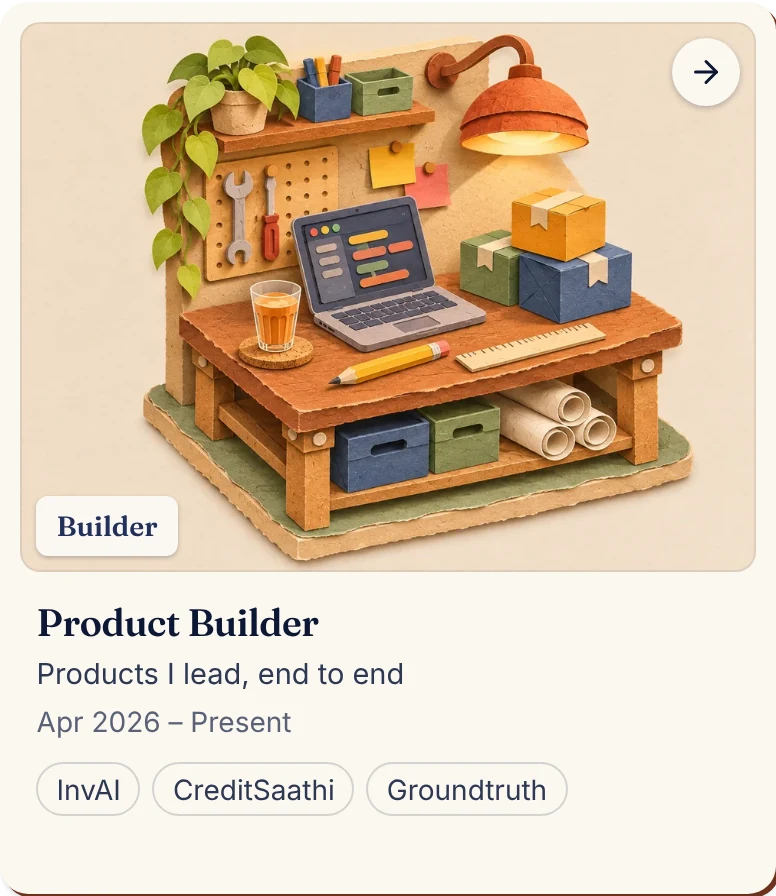 Builder
Product Builder
Products I lead, end to end
Apr 2026 – Present
InvAI
CreditSaathi
Groundtruth